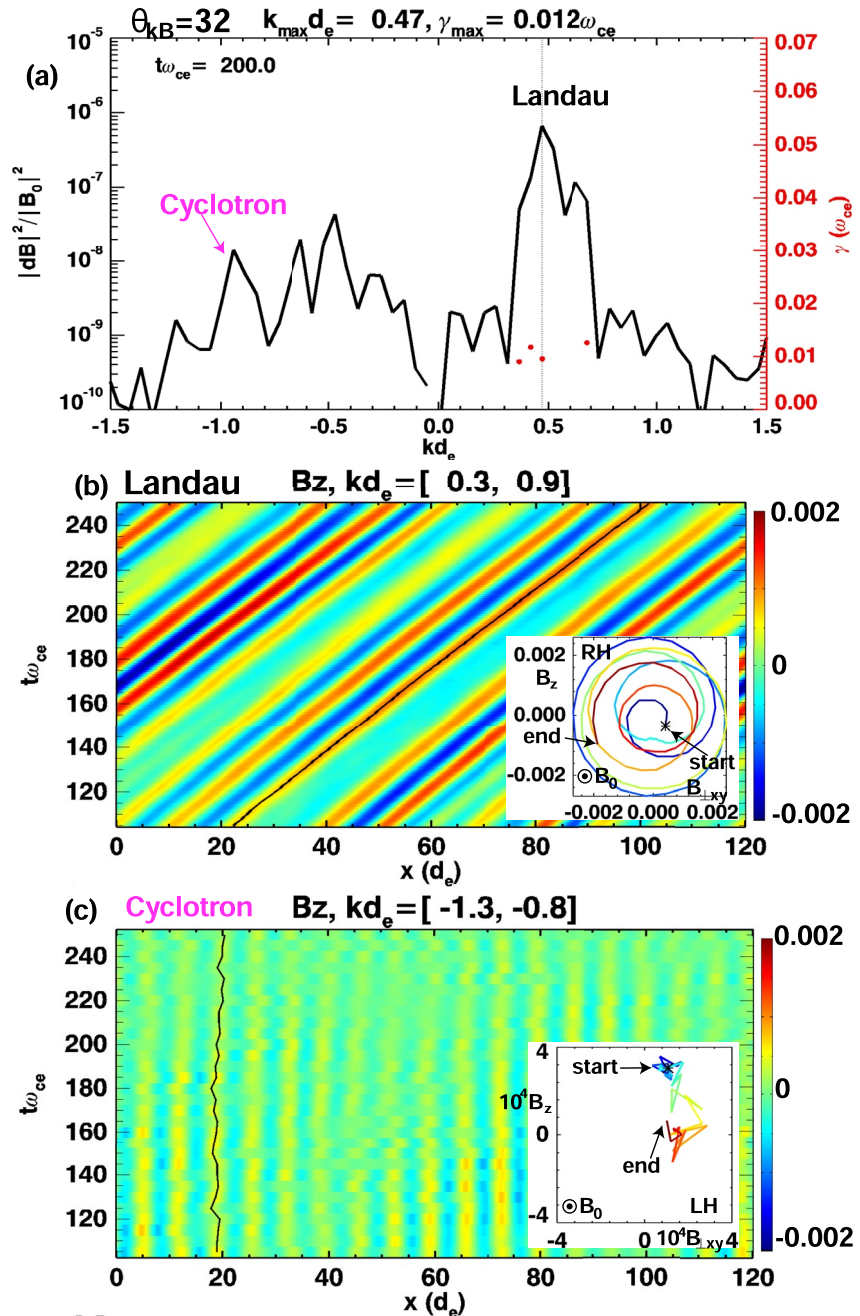 θkB=32 kmaxde= 0.47, γmax= 0.012ωce
(a)
tωce= 200.0
Landau
Cyclotron
10-5
10-6
10-7
10-8
10-9
10-10
|dB|2/|B0|2
0.07
0.06
0.05
0.04
0.03
0.02
0.01
0.00
γ (ωce)
-1.5 -1.0 -0.5 0.0 0.5 1.0 1.5
kde
(b) Landau Bz, kde=[ 0.3, 0.9]
240
220
200
180
160
140
120
tωce
0 20 40 60 80 100 120
x (de)
0.002
0
-0.002
0.002 RH
Bz
0.000
end
start
-0.002
B0
B⊥xy
-0.002 0.000 0.002
(c) Cyclotron Bz, kde=[ -1.3, -0.8]
240
220
200
180
160
140
120
tωce
0 20 40 60 80 100 120
x (de)
0.002
0
-0.002
4
start
104Bz
0
end
B0
LH
-4
-4 0 104B⊥xy 4